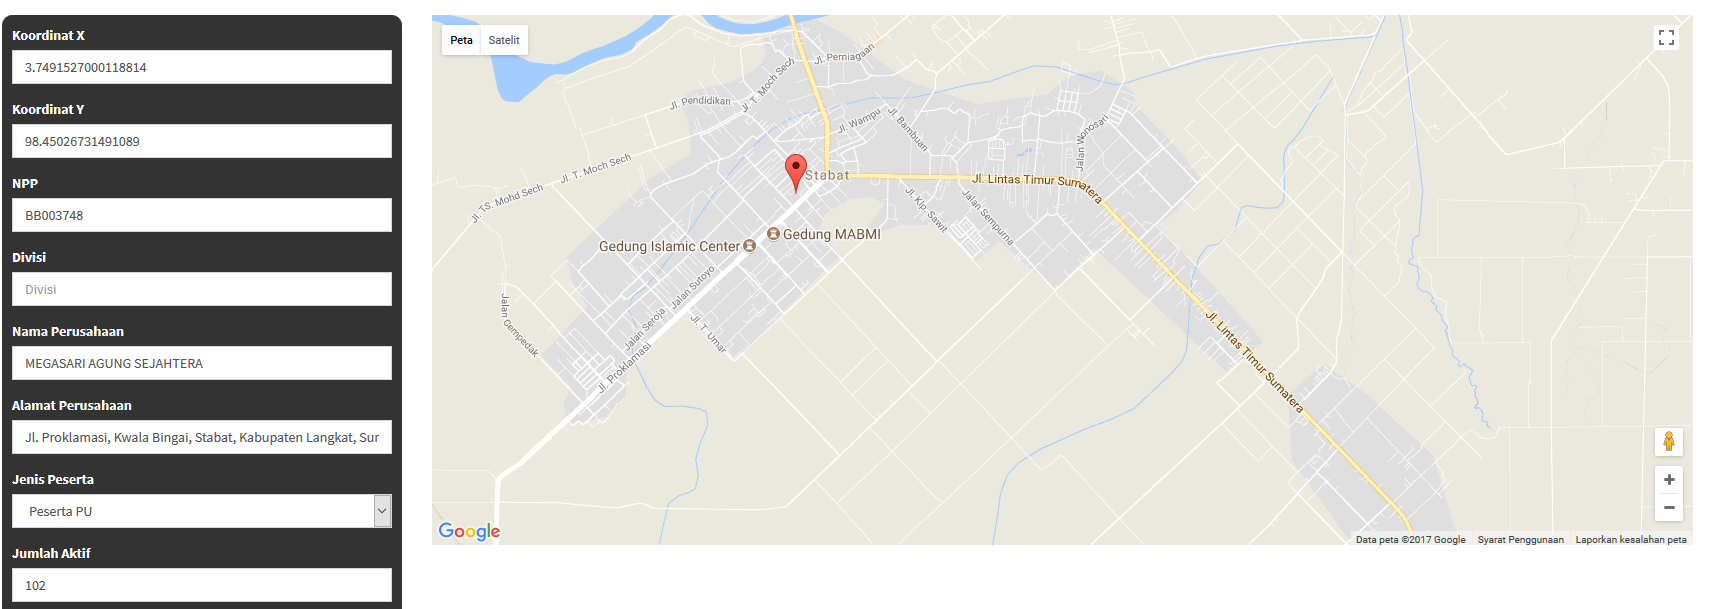 Koordinat X
3.7491527000118814
Koordinat Y
98.45026731491089
NPP
BB003748
Divisi
Divisi
Nama Perusahaan
MEGASARI AGUNG SEJAHTERA
Alamat Perusahaan
Jl. Proklamasi, Kwala Bingai, Stabat, Kabupaten Langkat, Sur
Jenis Peserta
Peserta PU
Jumlah Aktif
102
Peta
Satelit
Jl. Perniagaan
Jl. T. Moch Sech
Jl. Pendidikan
Jl. Wampu
Jl. Bambuan
Jalan Wonosari
Jl. T. Moch Sech
Jl. TS. Mohd Sech
Stabat
Jl. Lintas Timur Sumatera
Jl. Klp. Sawit
Jalan Sempurna
Gedung MABMI
Gedung Islamic Center
Jalan Sutoyo
Jalan Seroja
Jl. T. Umar
Jalan Cempedak
Jl. Proklamasi
Jl. Lintas Timur Sumatera
Google
Data peta ©2017 Google
Syarat Penggunaan
Laporkan kesalahan peta